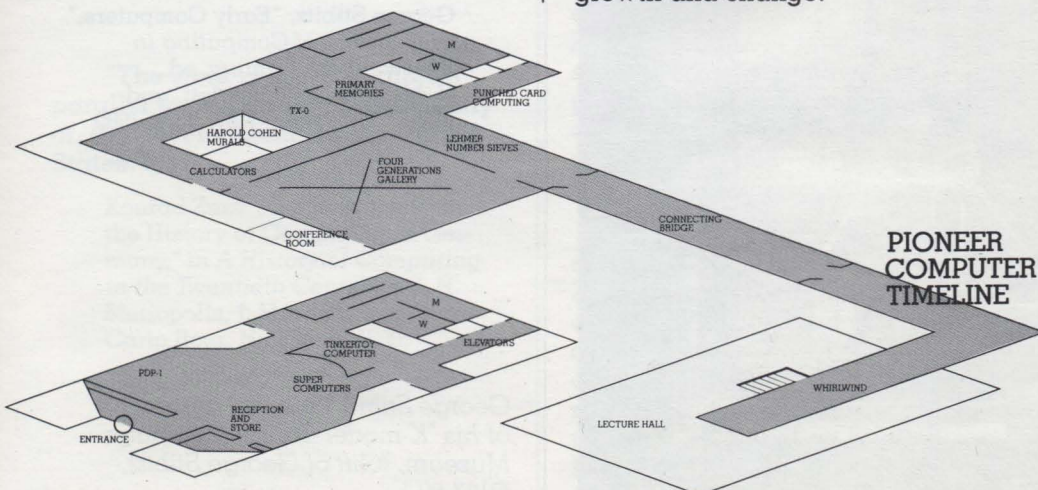 growth and change.
M
W
PRIMARY
MEMORIES
PUNCHED CARD
COMPUTING
TX-0
HAROLD COHEN
MURALS
LEHMER
NUMBER SIEVES
CALCULATORS
FOUR
GENERATIONS
GALLERY
CONNECTING
BRIDGE
CONFERENCE
ROOM
PIONEER
COMPUTER
TIMELINE
M
W
ELEVATORS
TINKERTOY
COMPUTER
PDP-1
SUPER
COMPUTERS
WHIRLWIND
RECEPTION
AND
STORE
ENTRANCE
LECTURE HALL